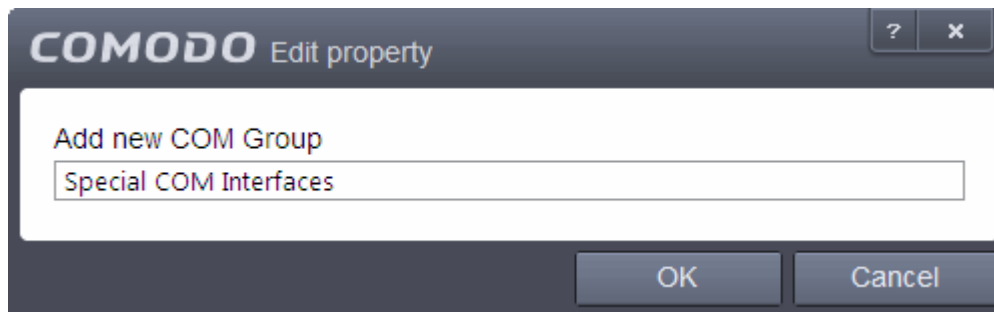 COMODO Edit property ? ×
Add new COM Group
Special COM Interfaces
OK Cancel